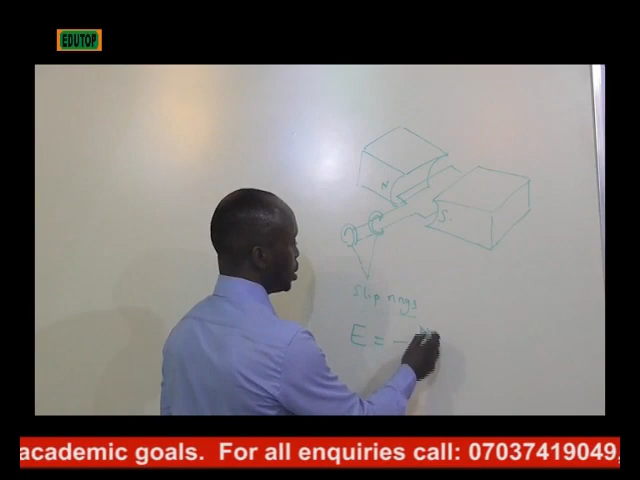 EDUTOP
N
S.
slip rings
E = -
academic goals. For all enquiries call: 07037419049,